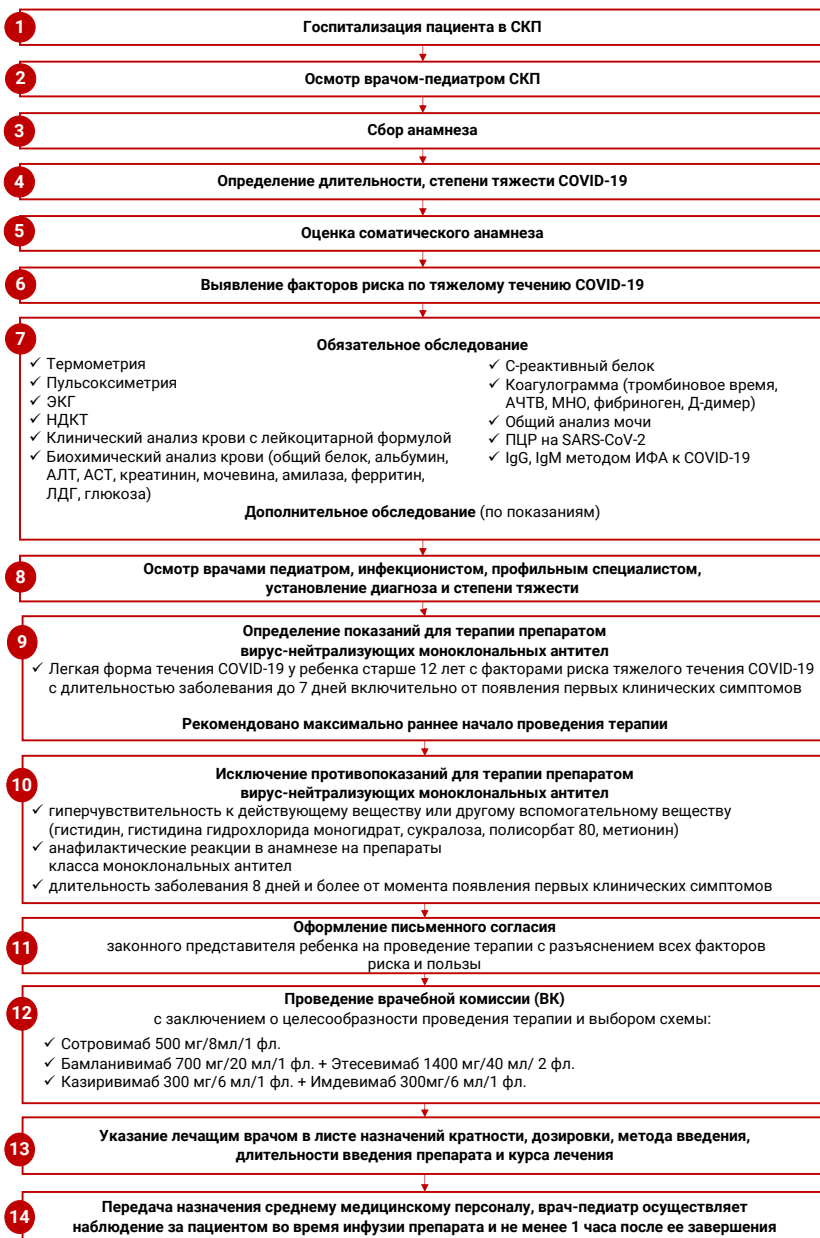 1
Госпитализация пациента в СКП
2
Осмотр врачом-педиатром СКП
3
Сбор анамнеза
4
Определение длительности, степени тяжести COVID-19
5
Оценка соматического анамнеза
6
Выявление факторов риска по тяжелому течению COVID-19
7
Обязательное обследование
✓ Термометрия
✓ Пульсоксиметрия
✓ ЭКГ
✓ НДКТ
✓ Клинический анализ крови с лейкоцитарной формулой
✓ Биохимический анализ крови (общий белок, альбумин,
АЛТ, АСТ, креатинин, мочевина, амилаза, ферритин,
ЛДГ, глюкоза)
✓ С-реактивный белок
✓ Коагулограмма (тромбиновое время,
АЧТВ, МНО, фибриноген, Д-димер)
✓ Общий анализ мочи
✓ ПЦР на SARS-CoV-2
✓ IgG, IgM методом ИФА к COVID-19
Дополнительное обследование (по показаниям)
8
Осмотр врачами педиатром, инфекционистом, профильным специалистом,
установление диагноза и степени тяжести
9
Определение показаний для терапии препаратом
вирус-нейтрализующих моноклональных антител
✓ Легкая форма течения COVID-19 у ребенка старше 12 лет с факторами риска тяжелого течения COVID-19
с длительностью заболевания до 7 дней включительно от появления первых клинических симптомов
Рекомендовано максимально раннее начало проведения терапии
10
Исключение противопоказаний для терапии препаратом
вирус-нейтрализующих моноклональных антител
✓ гиперчувствительность к действующему веществу или другому вспомогательному веществу
(гистидин, гистидина гидрохлорида моногидрат, сукралоза, полисорбат 80, метионин)
✓ анафилактические реакции в анамнезе на препараты
класса моноклональных антител
✓ длительность заболевания 8 дней и более от момента появления первых клинических симптомов
11
Оформление письменного согласия
законного представителя ребенка на проведение терапии с разъяснением всех факторов
риска и пользы
12
Проведение врачебной комиссии (ВК)
с заключением о целесообразности проведения терапии и выбором схемы:
✓ Сотровимаб 500 мг/8мл/1 фл.
✓ Бамланивимаб 700 мг/20 мл/1 фл. + Этесевимаб 1400 мг/40 мл/ 2 фл.
✓ Казиривимаб 300 мг/6 мл/1 фл. + Имдевимаб 300мг/6 мл/1 фл.
13
Указание лечащим врачом в листе назначений кратности, дозировки, метода введения,
длительности введения препарата и курса лечения
14
Передача назначения среднему медицинскому персоналу, врач-педиатр осуществляет
наблюдение за пациентом во время инфузии препарата и не менее 1 часа после ее завершения